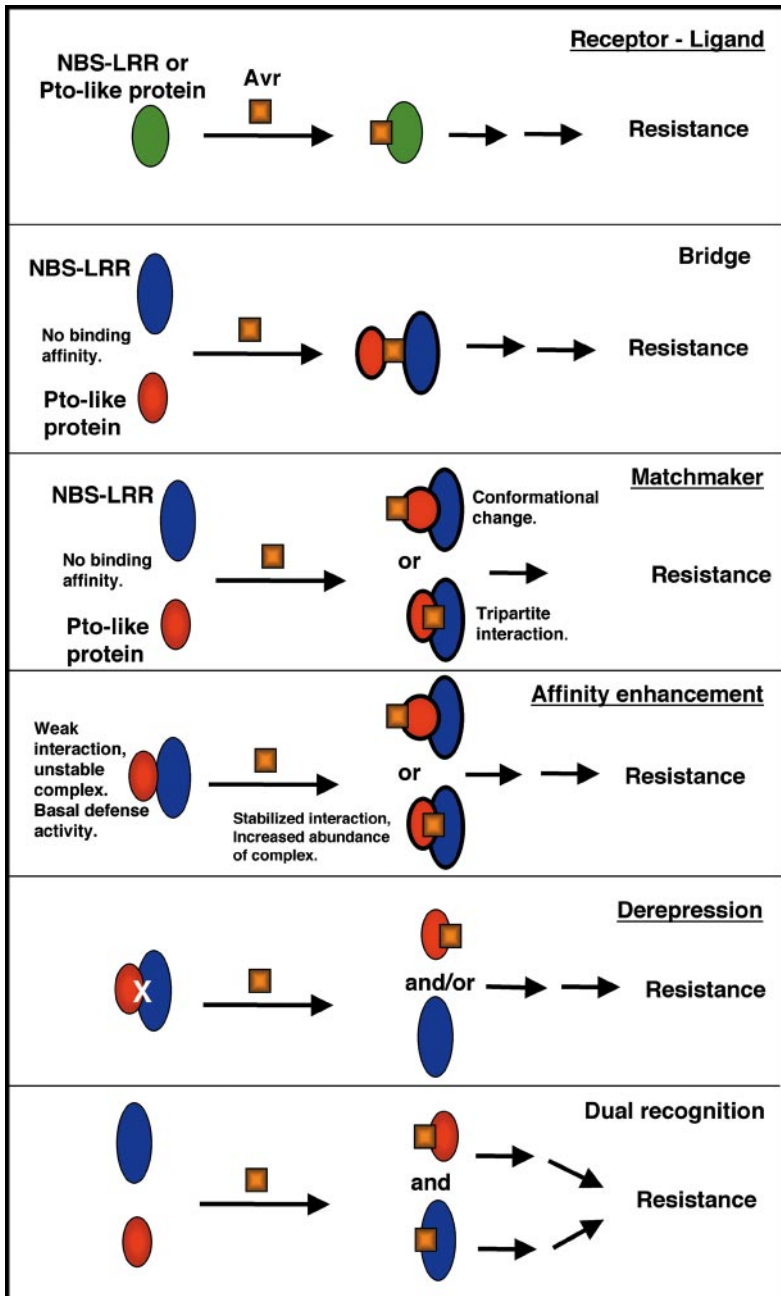 Receptor - Ligand
NBS-LRR or
Pto-like protein
Avr
Resistance
Bridge
NBS-LRR
No binding
affinity.
Pto-like
protein
Resistance
Matchmaker
NBS-LRR
No binding
affinity.
Pto-like
protein
Conformational
change.
or
Tripartite
interaction.
Resistance
Affinity enhancement
Weak
interaction,
unstable
complex.
Basal defense
activity.
Stabilized interaction,
Increased abundance
of complex.
or
Resistance
Derepression
X
and/or
Resistance
Dual recognition
and
Resistance